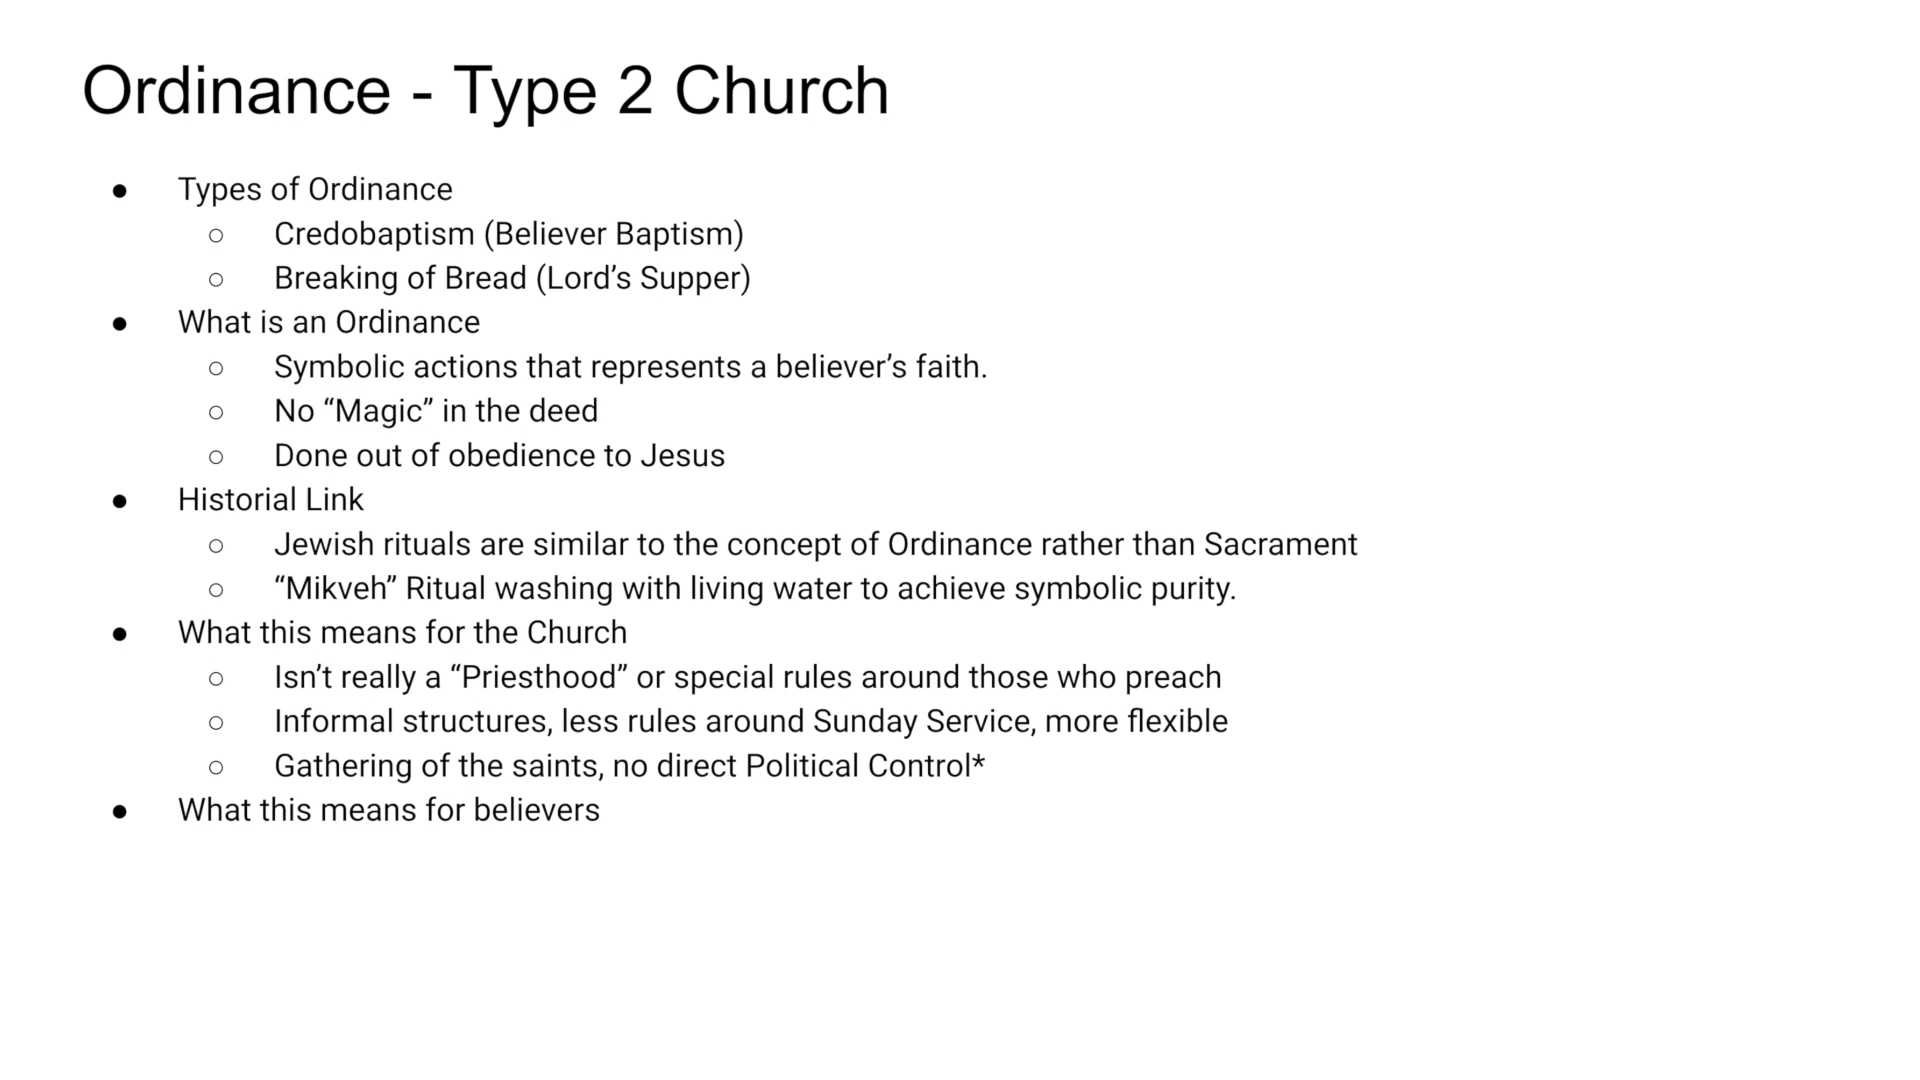 Ordinance - Type 2 Church
● Types of Ordinance
○ Credobaptism (Believer Baptism)
○ Breaking of Bread (Lord’s Supper)
● What is an Ordinance
○ Symbolic actions that represents a believer’s faith.
○ No “Magic” in the deed
○ Done out of obedience to Jesus
● Historial Link
○ Jewish rituals are similar to the concept of Ordinance rather than Sacrament
○ “Mikveh” Ritual washing with living water to achieve symbolic purity.
● What this means for the Church
○ Isn’t really a “Priesthood” or special rules around those who preach
○ Informal structures, less rules around Sunday Service, more flexible
○ Gathering of the saints, no direct Political Control*
● What this means for believers